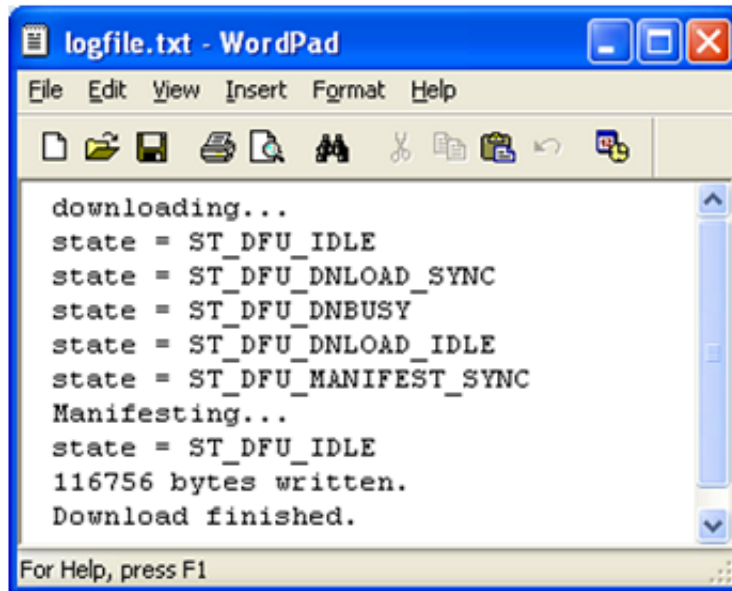 logfile.txt - WordPad
File Edit View Insert Format Help
downloading...
state = ST_DFU_IDLE
state = ST_DFU_DNLOAD_SYNC
state = ST_DFU_DNBUSY
state = ST_DFU_DNLOAD_IDLE
state = ST_DFU_MANIFEST_SYNC
Manifesting...
state = ST_DFU_IDLE
116756 bytes written.
Download finished.
For Help, press F1